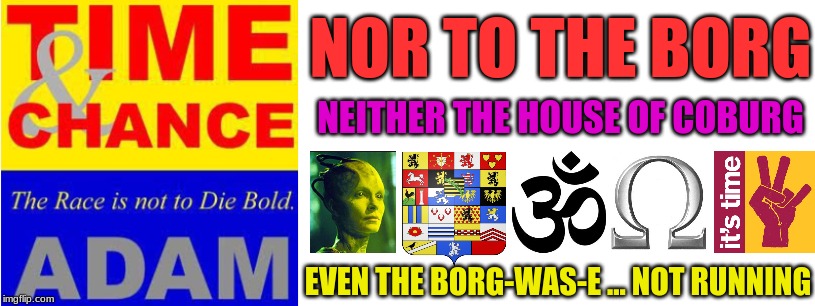 TIME
&
CHANCE
The Race is not to Die Bold.
ADAM
NOR TO THE BORG
NEITHER THE HOUSE OF COBURG
ॐ Ω it's time
EVEN THE BORG-WAS-E ... NOT RUNNING
imgflip.com